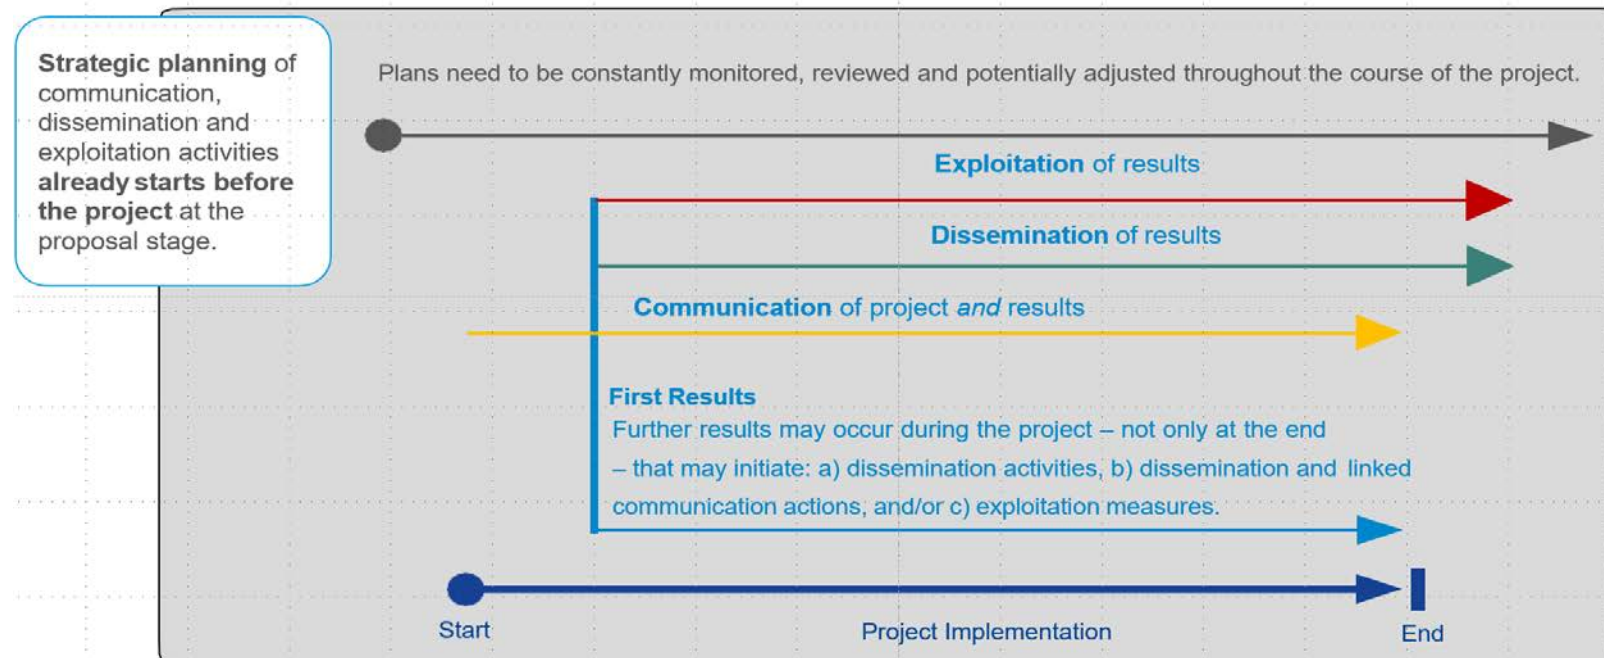 Strategic planning of
communication,
dissemination and
exploitation activities
already starts before
the project at the
proposal stage.
Plans need to be constantly monitored, reviewed and potentially adjusted throughout the course of the project.
Exploitation of results
Dissemination of results
Communication of project and results
First Results
Further results may occur during the project – not only at the end
– that may initiate: a) dissemination activities, b) dissemination and linked
communication actions, and/or c) exploitation measures.
Start
Project Implementation
End